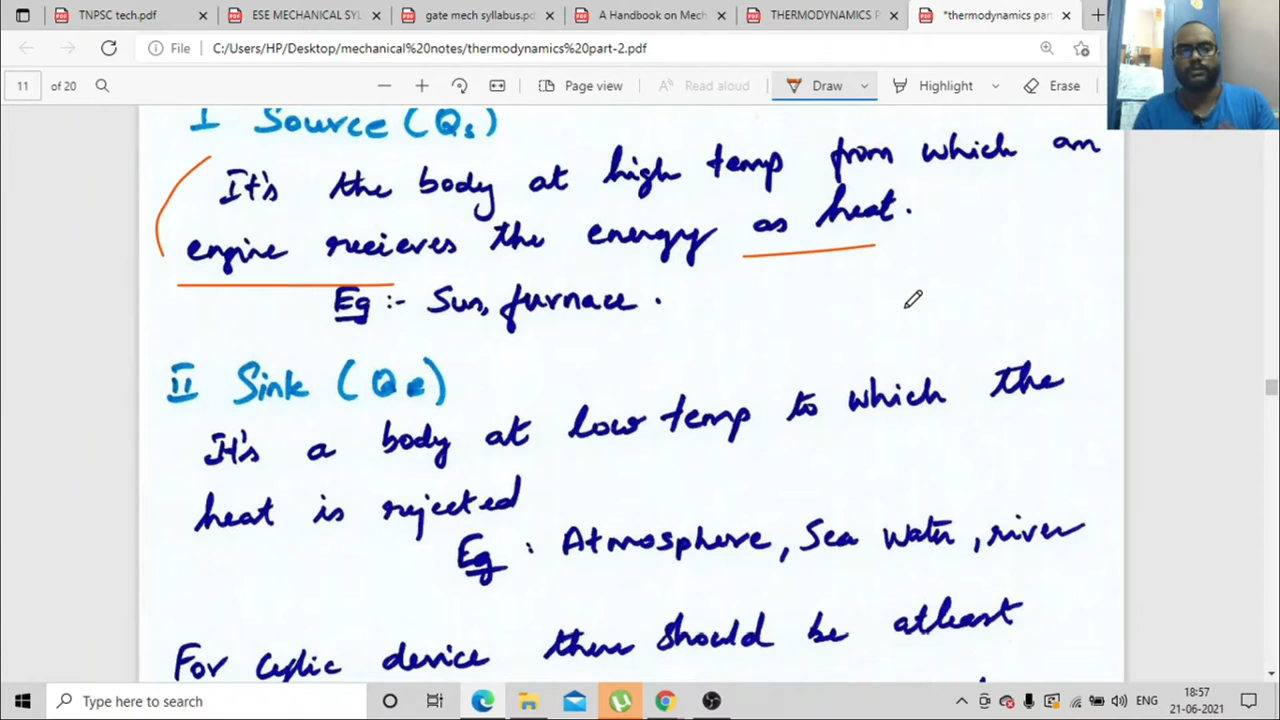 TNPSC tech.pdf
ESE MECHANICAL SYL
gate mech syllabus.pd
A Handbook on Mech
THERMODYNAMICS P
*thermodynamics par
File
C:/Users/HP/Desktop/mechanical%20notes/thermodynamics%20part-2.pdf
11 of 20
Page view
Read aloud
Draw
Highlight
Erase
I Source (Qs)
It's the body at high temp from which an
engine recieves the energy as heat.
Eg :- Sun, furnace.
II Sink (QR)
It's a body at low temp to which the
heat is rejected
Eg : Atmosphere, Sea water, river
For cyclic device there should be atleast
Type here to search
ENG
18:57
21-06-2021